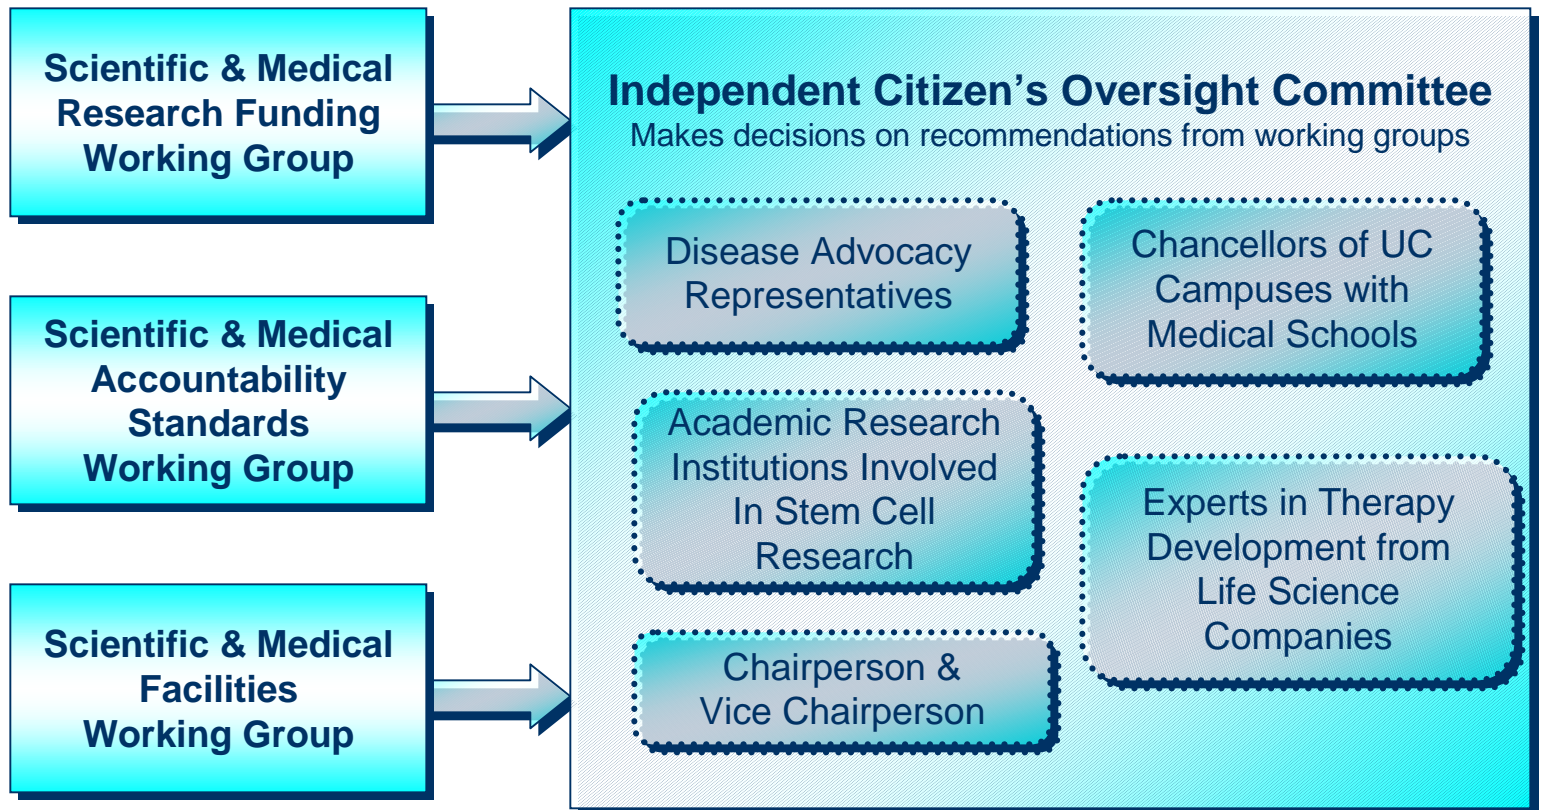 Scientific & Medical
Research Funding
Working Group
Scientific & Medical
Accountability
Standards
Working Group
Scientific & Medical
Facilities
Working Group
Independent Citizen’s Oversight Committee
Makes decisions on recommendations from working groups
Disease Advocacy
Representatives
Chancellors of UC
Campuses with
Medical Schools
Academic Research
Institutions Involved
In Stem Cell
Research
Experts in Therapy
Development from
Life Science
Companies
Chairperson &
Vice Chairperson